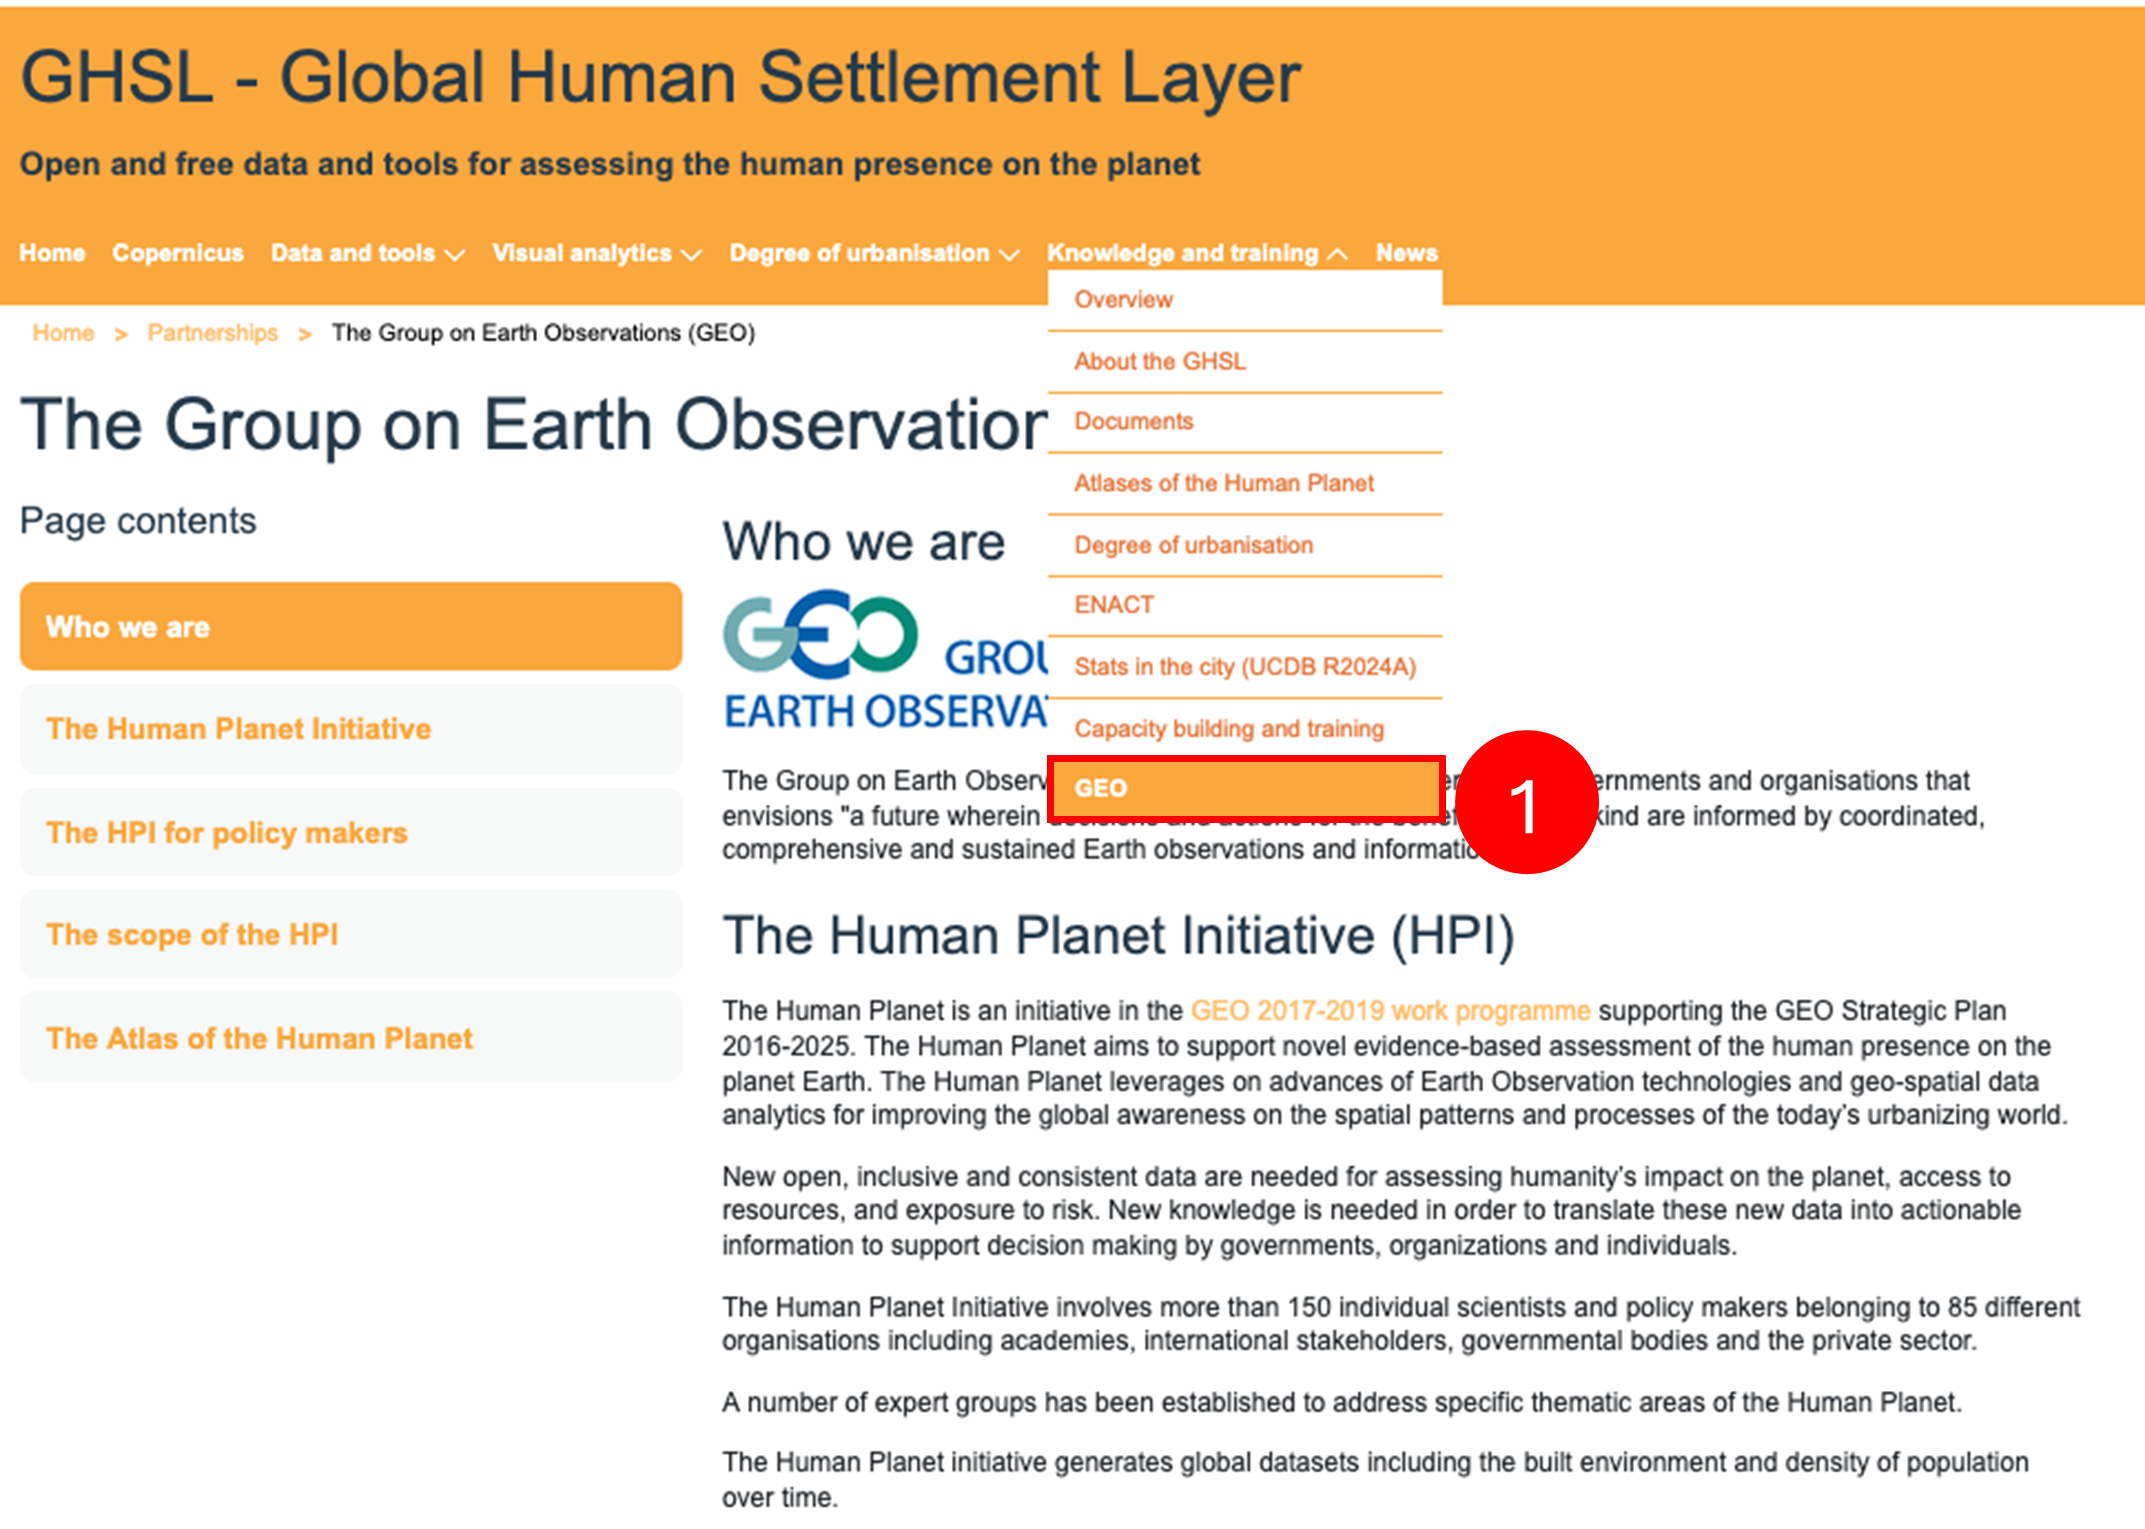 GHSL - Global Human Settlement Layer
Open and free data and tools for assessing the human presence on the planet
Home Copernicus Data and tools Visual analytics Degree of urbanisation Knowledge and training News
Overview
About the GHSL
Documents
Atlases of the Human Planet
Degree of urbanisation
ENACT
Stats in the city (UCDB R2024A)
Capacity building and training
GEO
1
Home > Partnerships > The Group on Earth Observations (GEO)
The Group on Earth Observation
Page contents
Who we are
The Human Planet Initiative
The HPI for policy makers
The scope of the HPI
The Atlas of the Human Planet
Who we are
GEO GROU
EARTH OBSERVA
The Group on Earth Observ ernments and organisations that
envisions "a future wherein kind are informed by coordinated,
comprehensive and sustained Earth observations and informatio
The Human Planet Initiative (HPI)
The Human Planet is an initiative in the GEO 2017-2019 work programme supporting the GEO Strategic Plan
2016-2025. The Human Planet aims to support novel evidence-based assessment of the human presence on the
planet Earth. The Human Planet leverages on advances of Earth Observation technologies and geo-spatial data
analytics for improving the global awareness on the spatial patterns and processes of the today's urbanizing world.
New open, inclusive and consistent data are needed for assessing humanity's impact on the planet, access to
resources, and exposure to risk. New knowledge is needed in order to translate these new data into actionable
information to support decision making by governments, organizations and individuals.
The Human Planet Initiative involves more than 150 individual scientists and policy makers belonging to 85 different
organisations including academies, international stakeholders, governmental bodies and the private sector.
A number of expert groups has been established to address specific thematic areas of the Human Planet.
The Human Planet initiative generates global datasets including the built environment and density of population
over time.